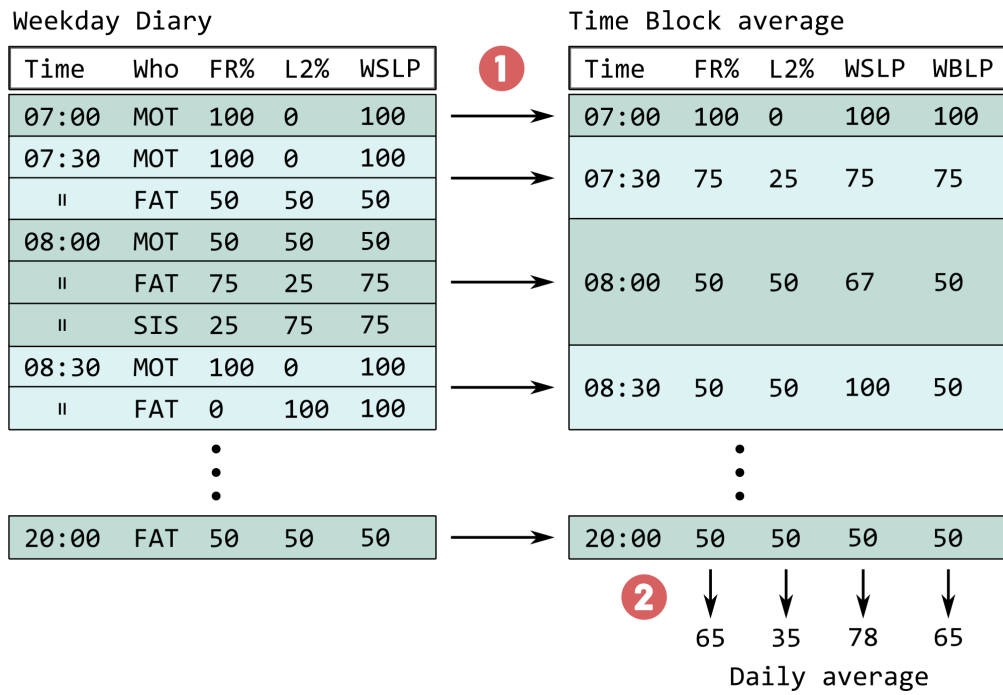 Weekday Diary
Time Who FR% L2% WSLP
07:00 MOT 100 0 100
07:30 MOT 100 0 100
" FAT 50 50 50
08:00 MOT 50 50 50
" FAT 75 25 75
" SIS 25 75 75
08:30 MOT 100 0 100
" FAT 0 100 100
20:00 FAT 50 50 50
1
Time Block average
Time FR% L2% WSLP WBLP
07:00 100 0 100 100
07:30 75 25 75 75
08:00 50 50 67 50
08:30 50 50 100 50
20:00 50 50 50 50
2
65 35 78 65
Daily average